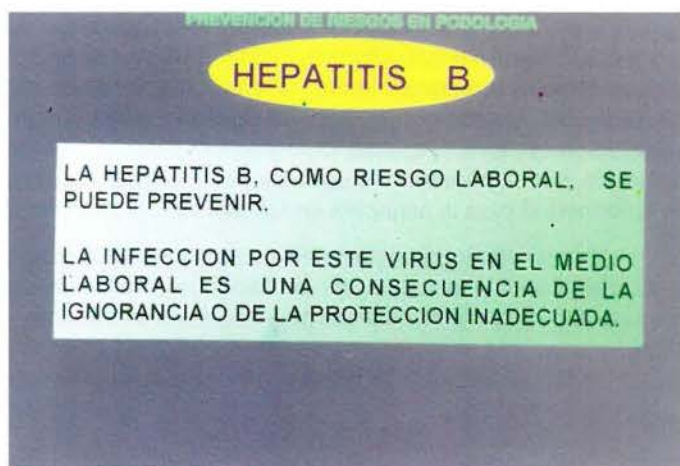 PREVENCION DE RIESGOS EN PODOLOGIA
HEPATITIS B
LA HEPATITIS B, COMO RIESGO LABORAL, SE
PUEDE PREVENIR.
LA INFECCION POR ESTE VIRUS EN EL MEDIO
LABORAL ES UNA CONSECUENCIA DE LA
IGNORANCIA O DE LA PROTECCION INADECUADA.